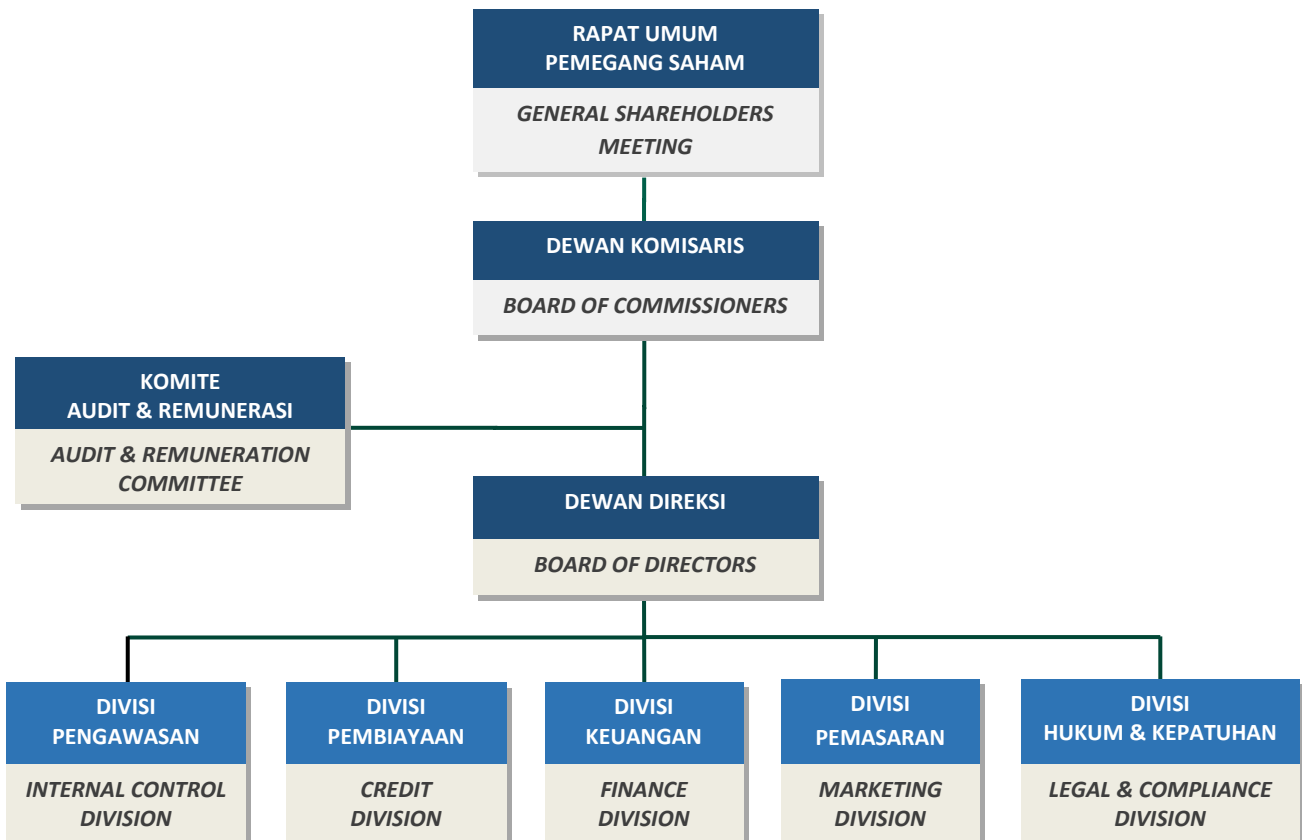 RAPAT UMUM
PEMEGANG SAHAM
GENERAL SHAREHOLDERS
MEETING
DEWAN KOMISARIS
BOARD OF COMMISSIONERS
KOMITE
AUDIT & REMUNERASI
AUDIT & REMUNERATION
COMMITTEE
DEWAN DIREKSI
BOARD OF DIRECTORS
DIVISI
PENGAWASAN
INTERNAL CONTROL
DIVISION
DIVISI
PEMBIAYAAN
CREDIT
DIVISION
DIVISI
KEUANGAN
FINANCE
DIVISION
DIVISI
PEMASARAN
MARKETING
DIVISION
DIVISI
HUKUM & KEPATUHAN
LEGAL & COMPLIANCE
DIVISION